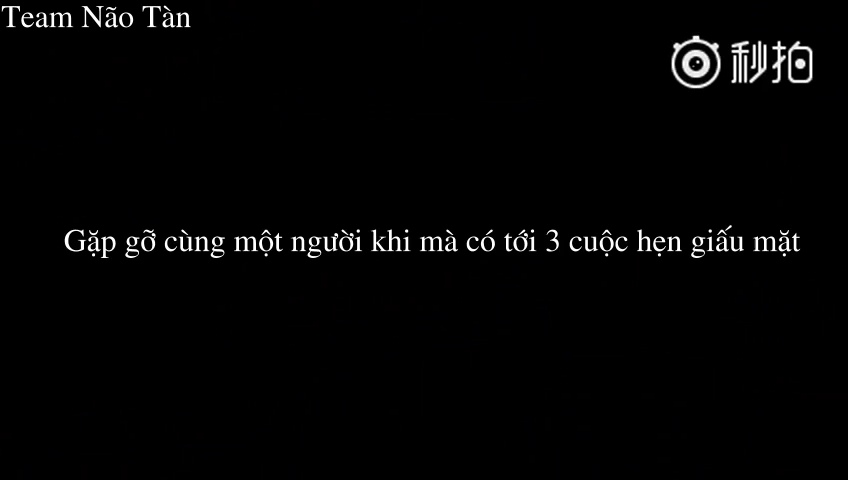 Team Não Tàn
秒拍
Gặp gỡ cùng một người khi mà có tới 3 cuộc hẹn giấu mặt